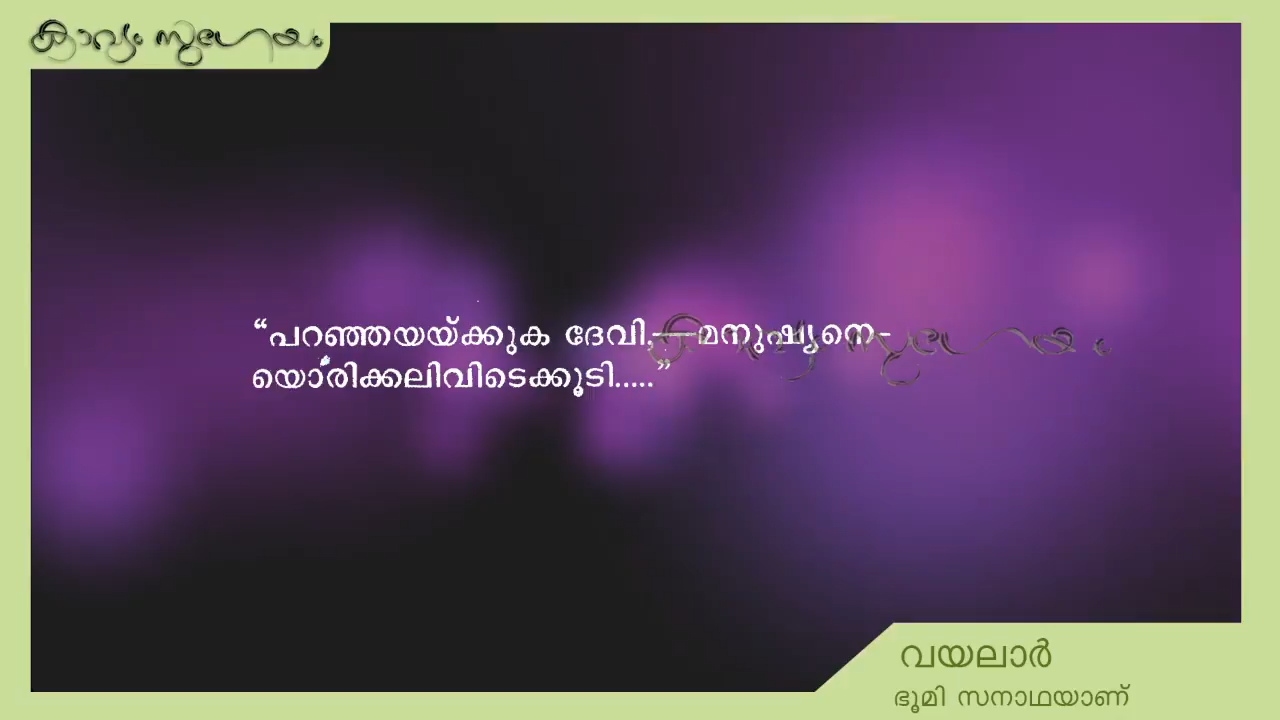 കാവ്യം സുഗേയം
“പറഞ്ഞയയ്ക്കുക ദേവി,—മനുഷ്യനെ-
യൊരിക്കലിവിടെക്കൂടി.....”
കാവ്യം സുഗേയം
വയലാർ
ഭൂമി സനാഥയാണ്